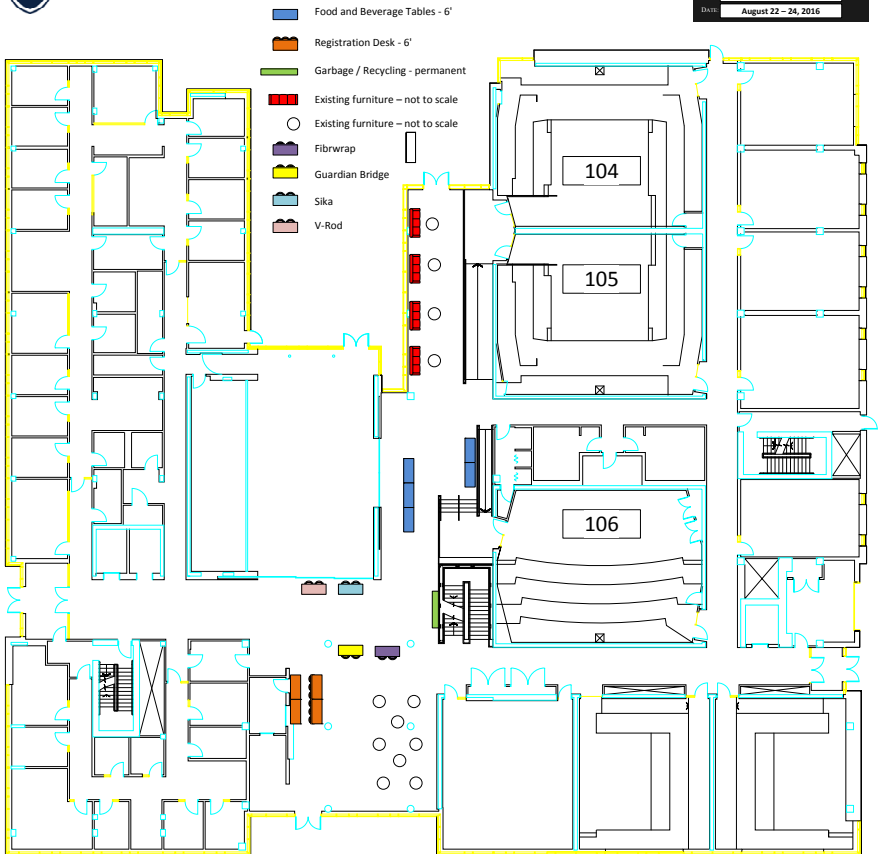 Food and Beverage Tables - 6'
DATE: August 22 – 24, 2016
Registration Desk - 6'
Garbage / Recycling - permanent
Existing furniture – not to scale
Existing furniture – not to scale
Fibrwrap
Guardian Bridge
Sika
V-Rod
104
105
106